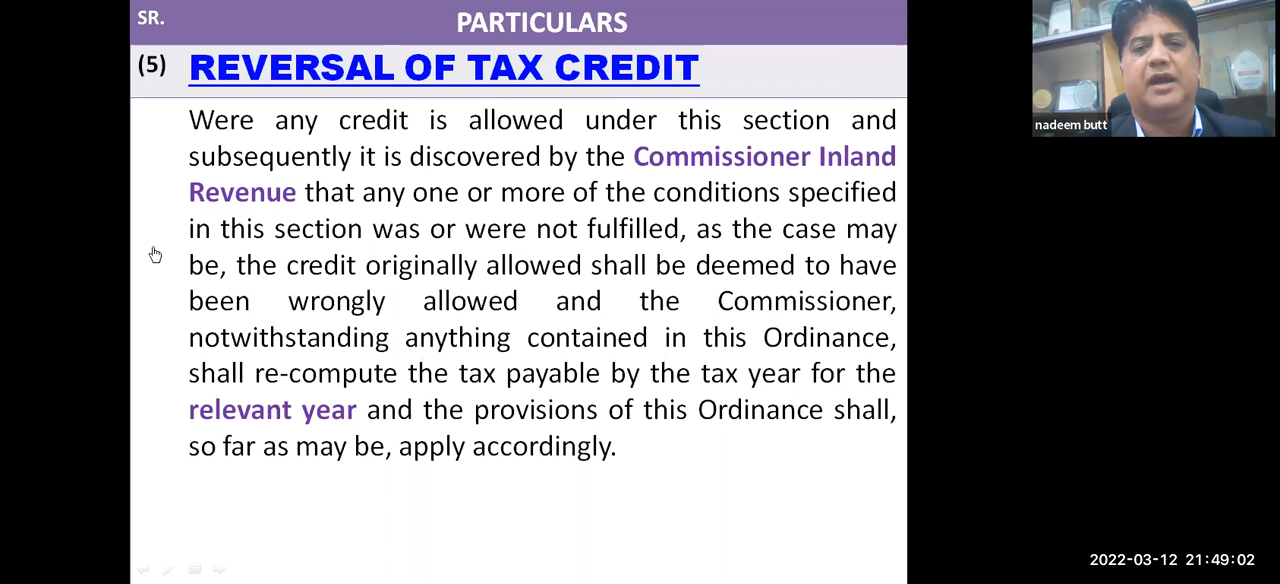 SR. PARTICULARS
(5) REVERSAL OF TAX CREDIT
Were any credit is allowed under this section and
subsequently it is discovered by the Commissioner Inland
Revenue that any one or more of the conditions specified
in this section was or were not fulfilled, as the case may
be, the credit originally allowed shall be deemed to have
been wrongly allowed and the Commissioner,
notwithstanding anything contained in this Ordinance,
shall re-compute the tax payable by the tax year for the
relevant year and the provisions of this Ordinance shall,
so far as may be, apply accordingly.
nadeem butt
2022-03-12 21:49:02